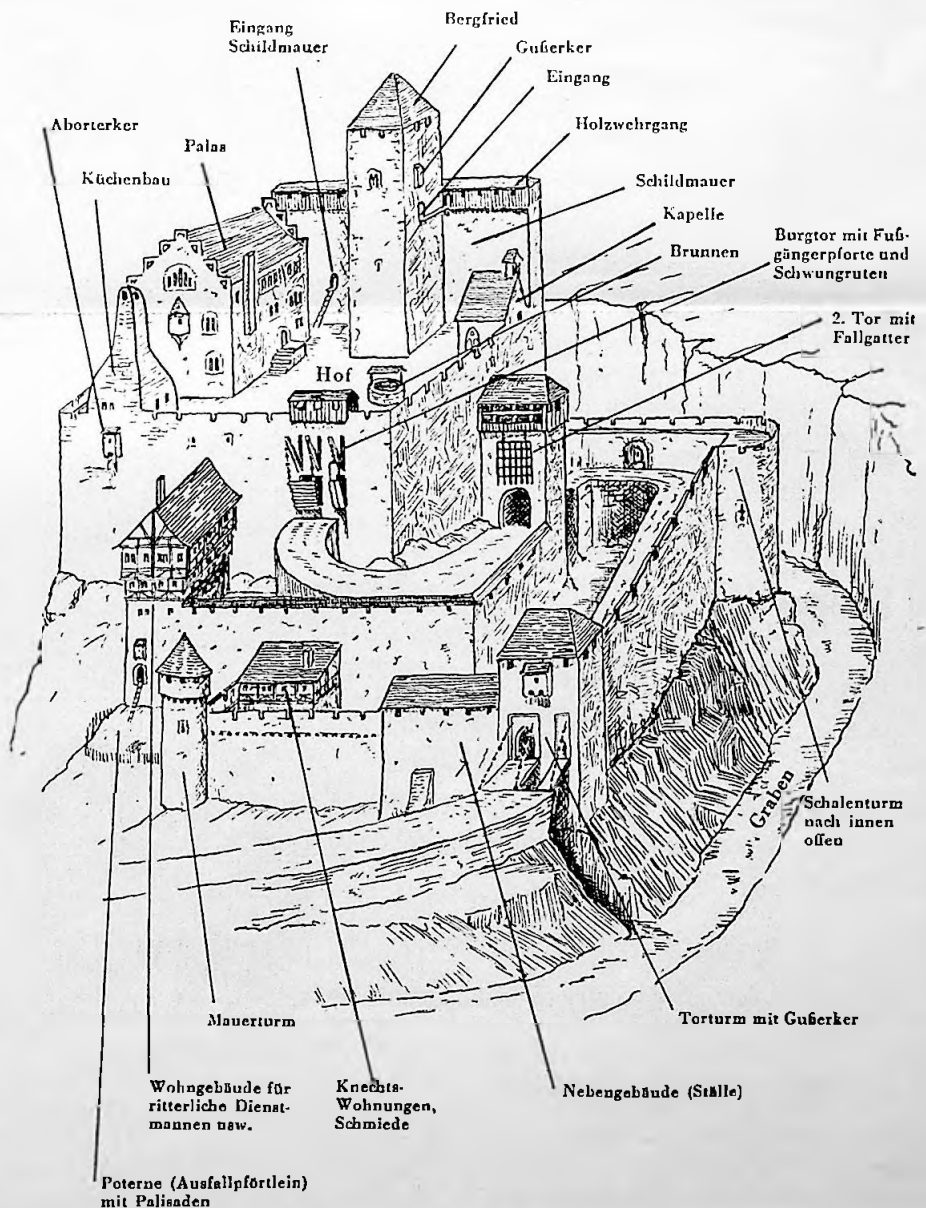 Eingang
Schildmauer
Bergfried
Gußerker
Eingang
Aborterker
Palas
Holzwehrgang
Küchenbau
Schildmauer
Kapelle
Brunnen
Burgtor mit Fuß-
gängerpforte und
Schwungruten
2. Tor mit
Fallgatter
Hof
Graben
Schalenturm
nach innen
offen
Mauerturm
Torturm mit Gußerker
Wohngebäude für
ritterliche Dienst-
mannen usw.
Knechts-
Wohnungen,
Schmiede
Nebengebäude (Ställe)
Poterne (Ausfallpförtlein)
mit Palisaden